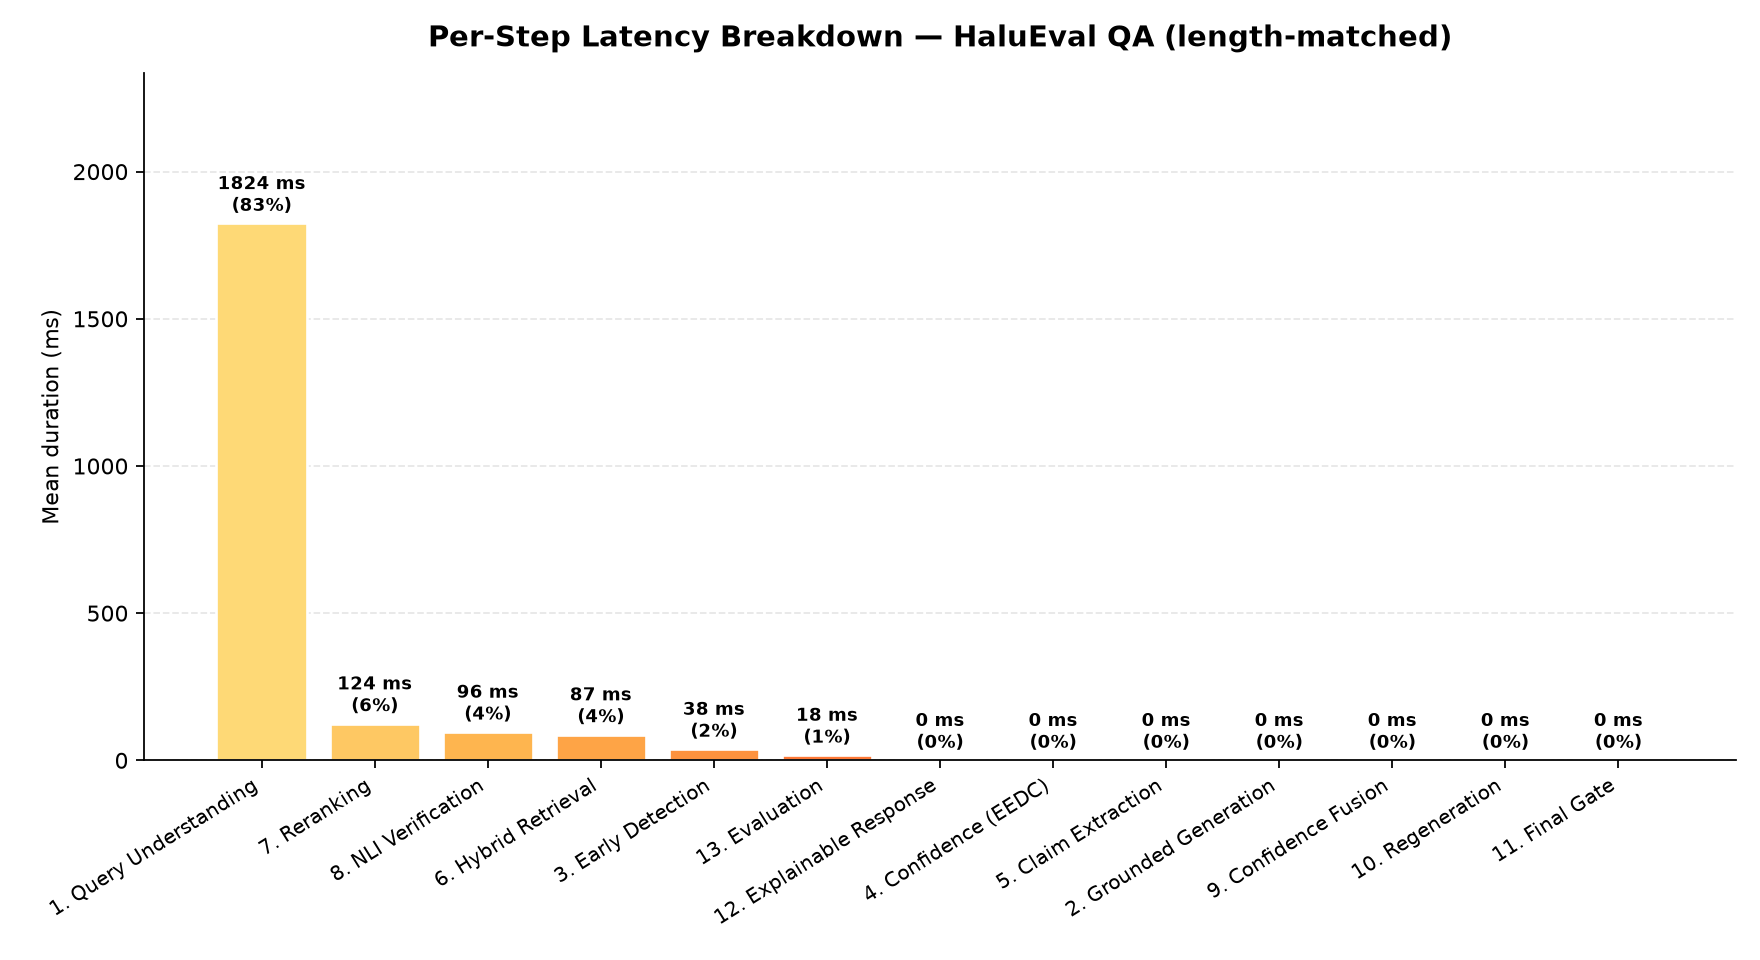 Per-Step Latency Breakdown — HaluEval QA (length-matched)
Mean duration (ms)
2000
1500
1000
500
0
1824 ms
(83%)
124 ms
(6%)
96 ms
(4%)
87 ms
(4%)
38 ms
(2%)
18 ms
(1%)
0 ms
(0%)
0 ms
(0%)
0 ms
(0%)
0 ms
(0%)
0 ms
(0%)
0 ms
(0%)
0 ms
(0%)
1. Query Understanding
7. Reranking
8. NLI Verification
6. Hybrid Retrieval
3. Early Detection
13. Evaluation
12. Explainable Response
4. Confidence (EEDC)
5. Claim Extraction
2. Grounded Generation
9. Confidence Fusion
10. Regeneration
11. Final Gate